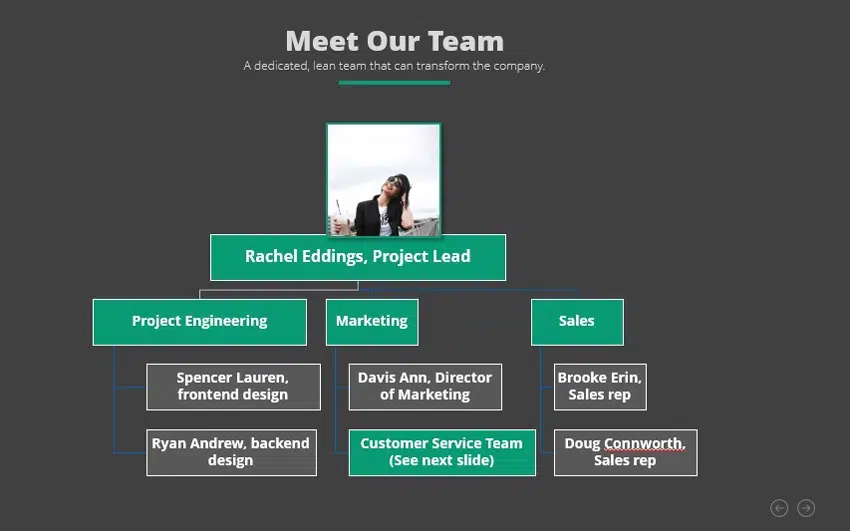 Meet Our Team
A dedicated, lean team that can transform the company.
Rachel Eddings, Project Lead
Project Engineering
Marketing
Sales
Spencer Lauren,
frontend design
Davis Ann, Director
of Marketing
Brooke Erin,
Sales rep
Ryan Andrew, backend
design
Customer Service Team
(See next slide)
Doug Connworth,
Sales rep